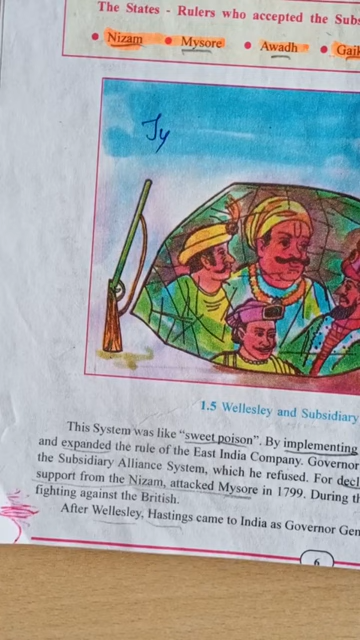 The States - Rulers who accepted the Subs
• Nizam • Mysore • Awadh • Gaik
Jy
1.5 Wellesley and Subsidiary
This System was like "sweet poison". By implementing
and expanded the rule of the East India Company. Governor
the Subsidiary Alliance System, which he refused. For decl
support from the Nizam, attacked Mysore in 1799. During th
fighting against the British.
After Wellesley, Hastings came to India as Governor Gen
6